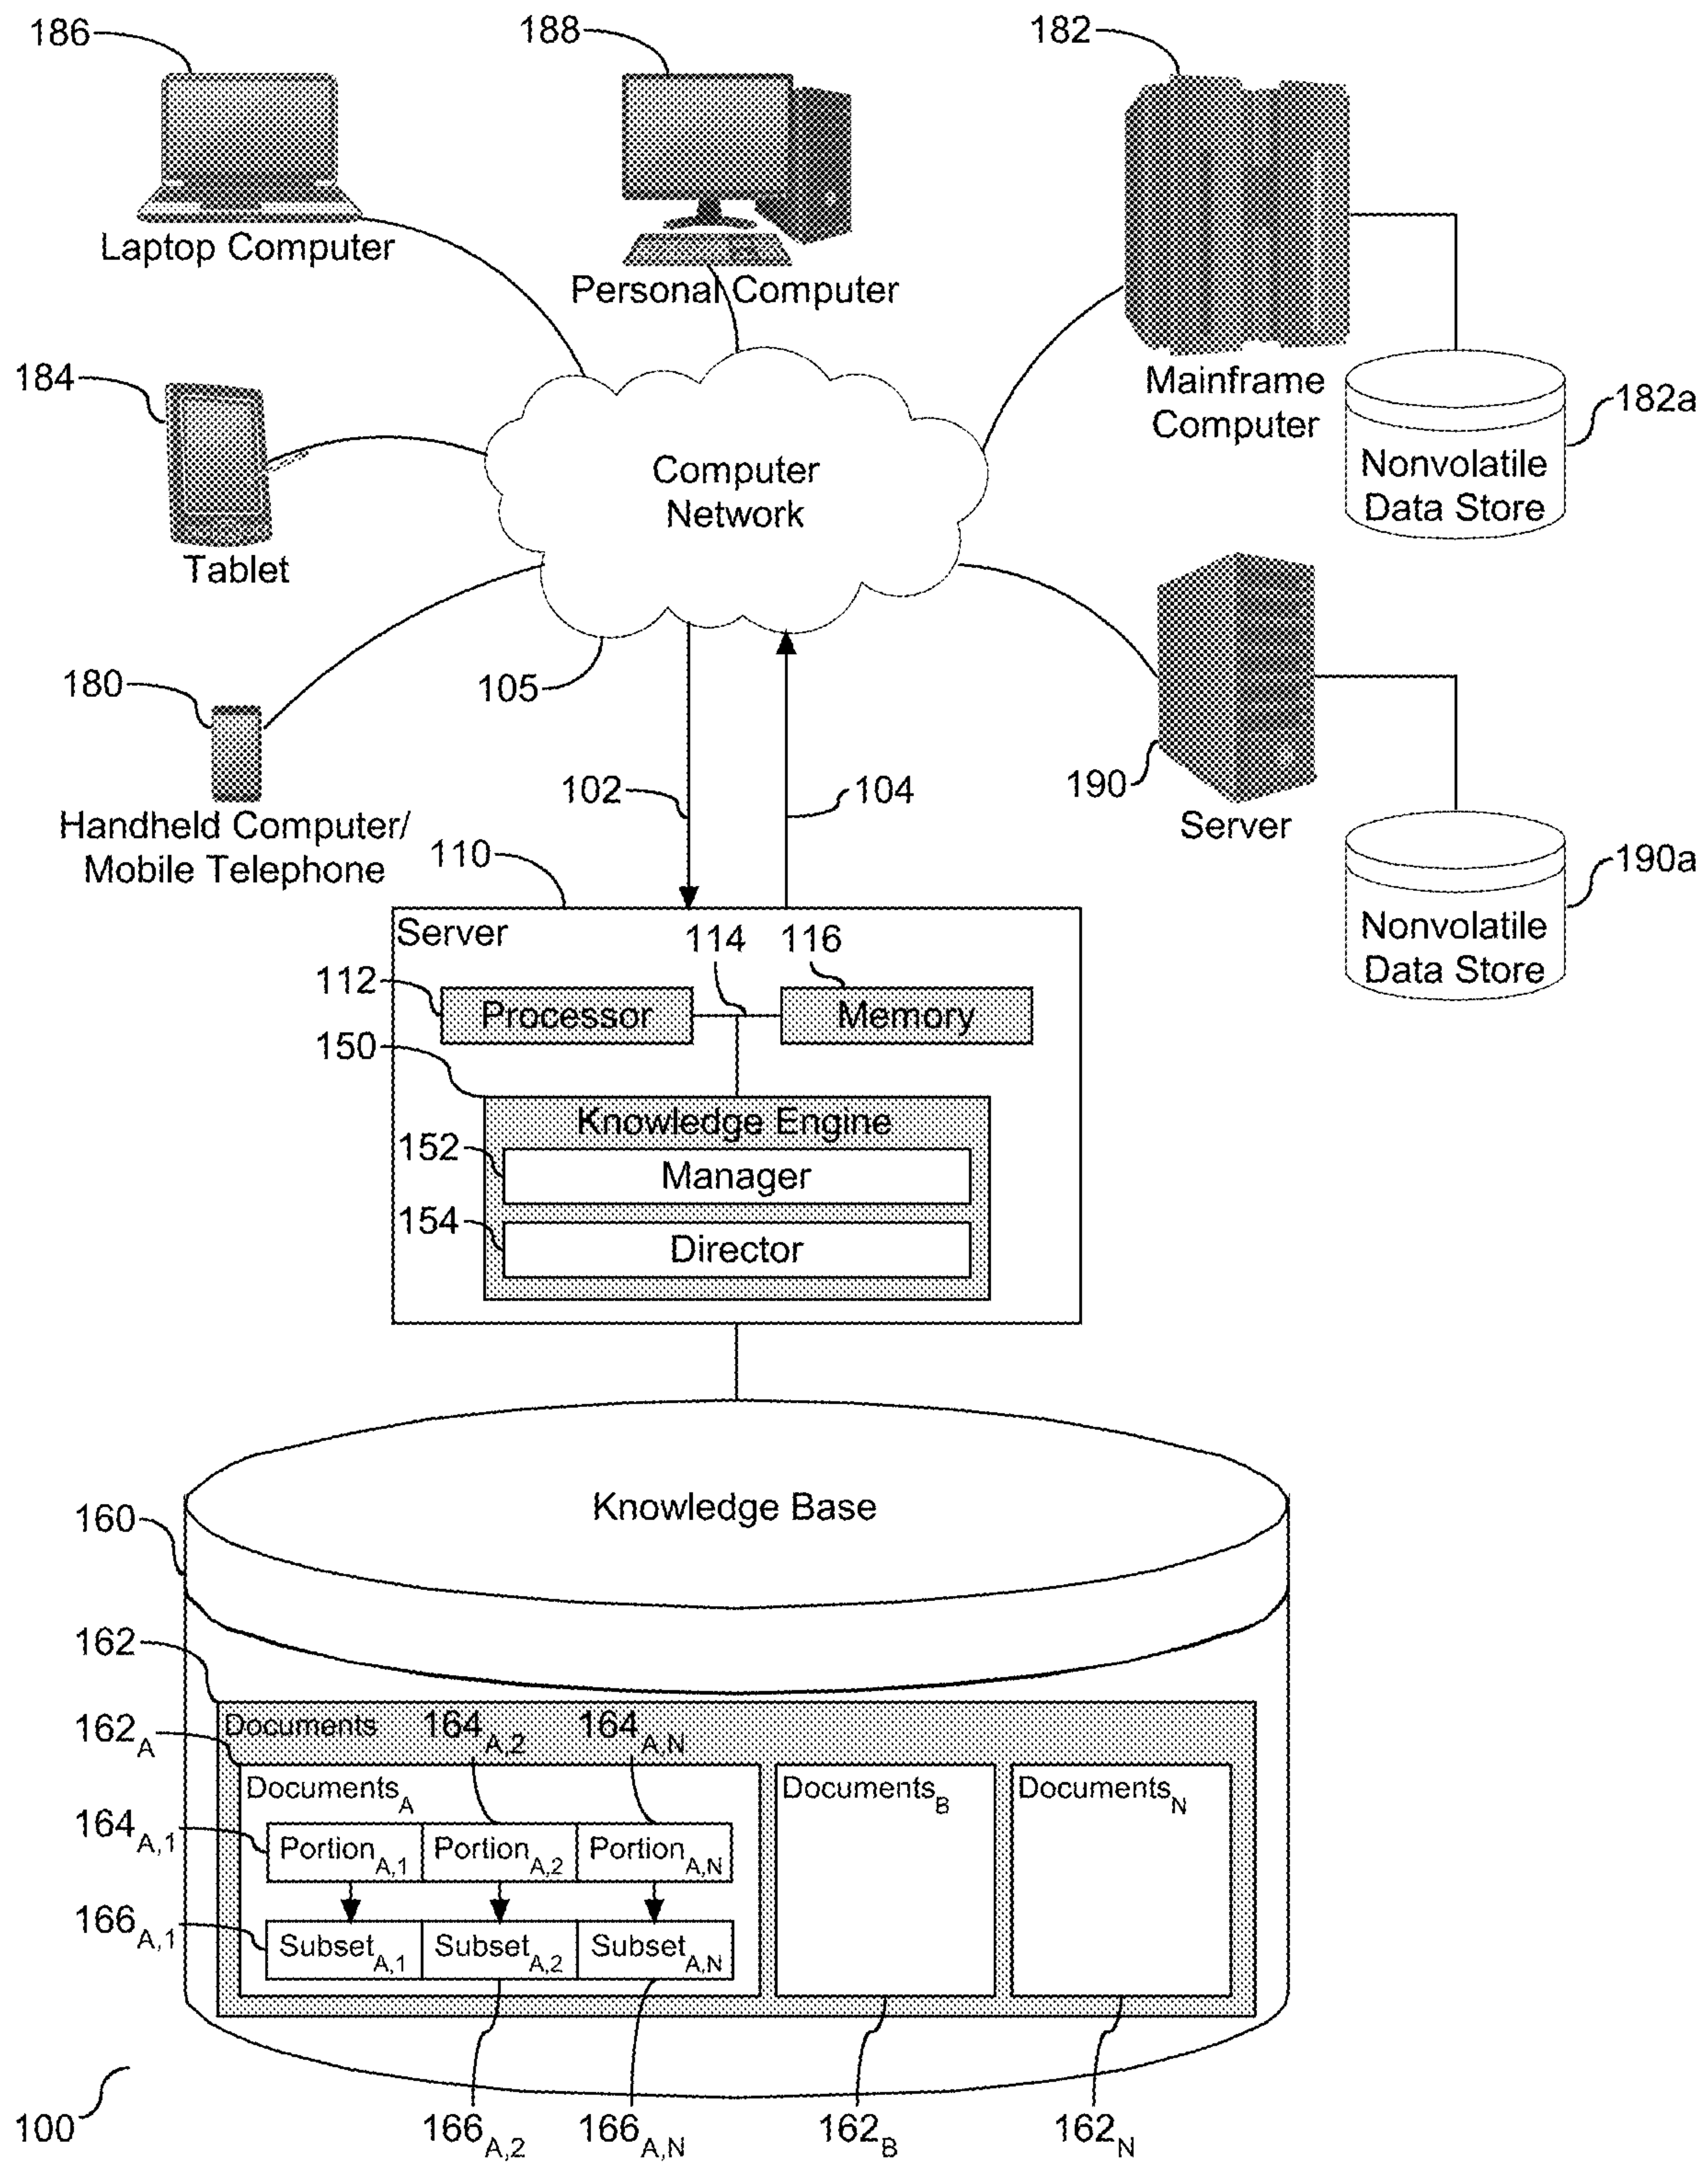 186
188
182
Laptop Computer
Personal Computer
Mainframe
Computer
184
182a
Nonvolatile
Data Store
Computer
Network
Tablet
180
105
190
Server
102
104
Handheld Computer/
Mobile Telephone
110
190a
Nonvolatile
Data Store
Server
114
116
112
Processor
Memory
150
Knowledge Engine
152
Manager
154
Director
Knowledge Base
160
162
162A
Documents
164A,2
164A,N
DocumentsA
DocumentsB
DocumentsN
164A,1
PortionA,1
PortionA,2
PortionA,N
166A,1
SubsetA,1
SubsetA,2
SubsetA,N
100
166A,2
166A,N
162B
162N